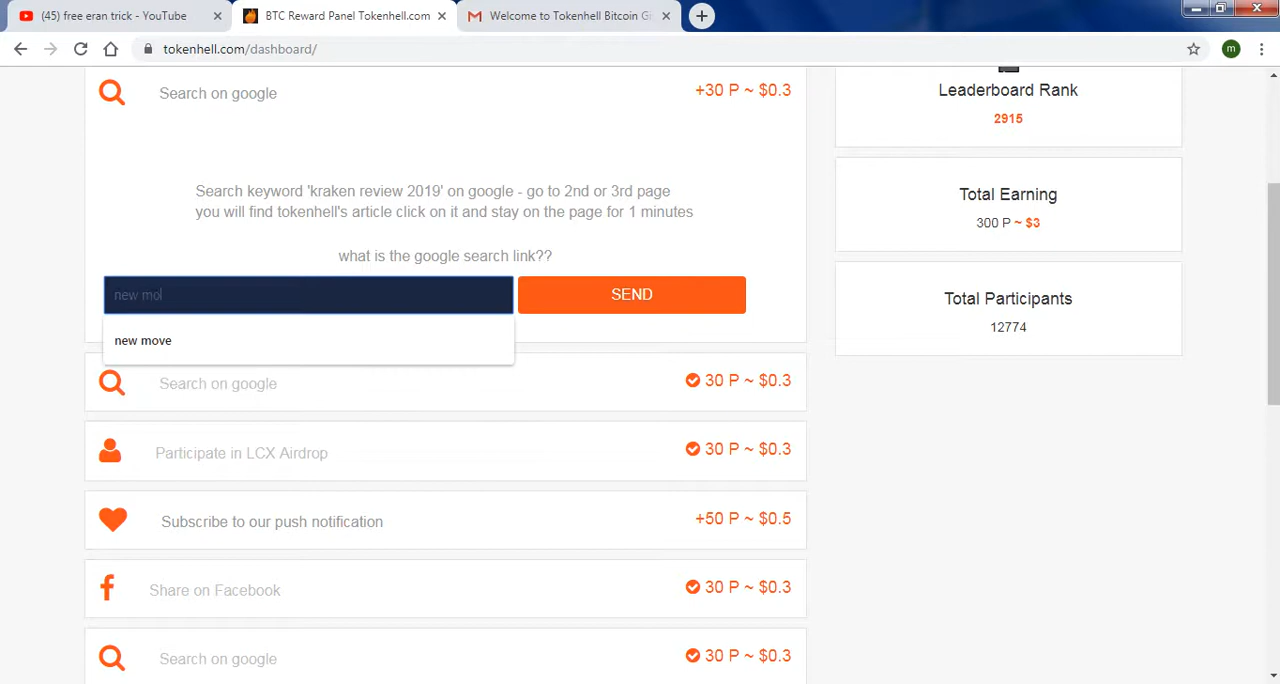 (45) free eran trick - YouTube
BTC Reward Panel Tokenhell.com
Welcome to Tokenhell Bitcoin Gi
tokenhell.com/dashboard/
m
Search on google
+30 P ~ $0.3
Search keyword 'kraken review 2019' on google - go to 2nd or 3rd page
you will find tokenhell's article click on it and stay on the page for 1 minutes
what is the google search link??
new mol
SEND
new move
Search on google
30 P ~ $0.3
Participate in LCX Airdrop
30 P ~ $0.3
Subscribe to our push notification
+50 P ~ $0.5
Share on Facebook
30 P ~ $0.3
Search on google
30 P ~ $0.3
Leaderboard Rank
2915
Total Earning
300 P ~ $3
Total Participants
12774